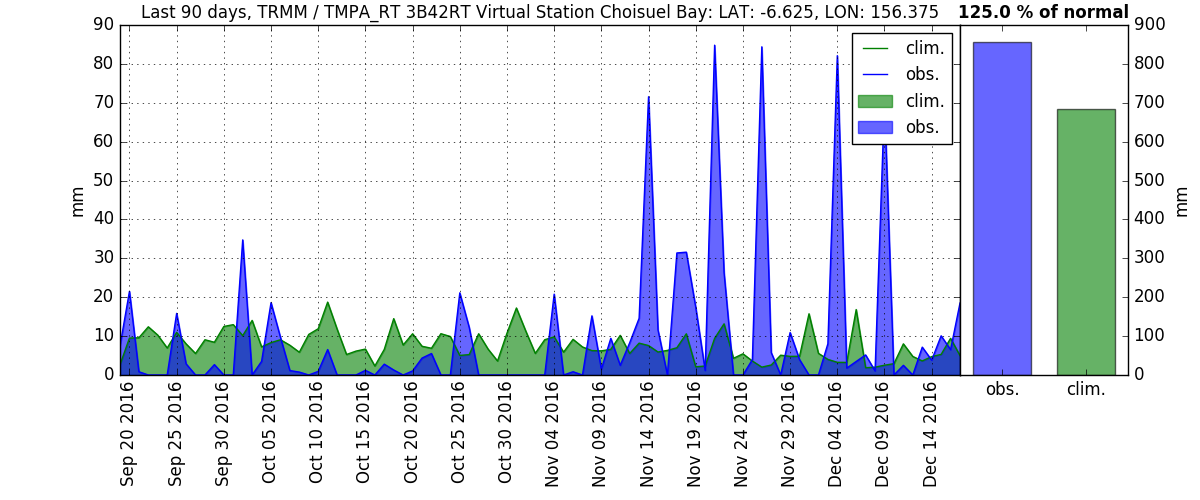 Last 90 days, TRMM / TMPA_RT 3B42RT Virtual Station Choisuel Bay: LAT: -6.625, LON: 156.375
125.0 % of normal
90
80
70
60
50
40
30
20
10
0
mm
clim.
obs.
clim.
obs.
Sep 20 2016
Sep 25 2016
Sep 30 2016
Oct 05 2016
Oct 10 2016
Oct 15 2016
Oct 20 2016
Oct 25 2016
Oct 30 2016
Nov 04 2016
Nov 09 2016
Nov 14 2016
Nov 19 2016
Nov 24 2016
Nov 29 2016
Dec 04 2016
Dec 09 2016
Dec 14 2016
900
800
700
600
500
400
300
200
100
0
mm
obs.
clim.